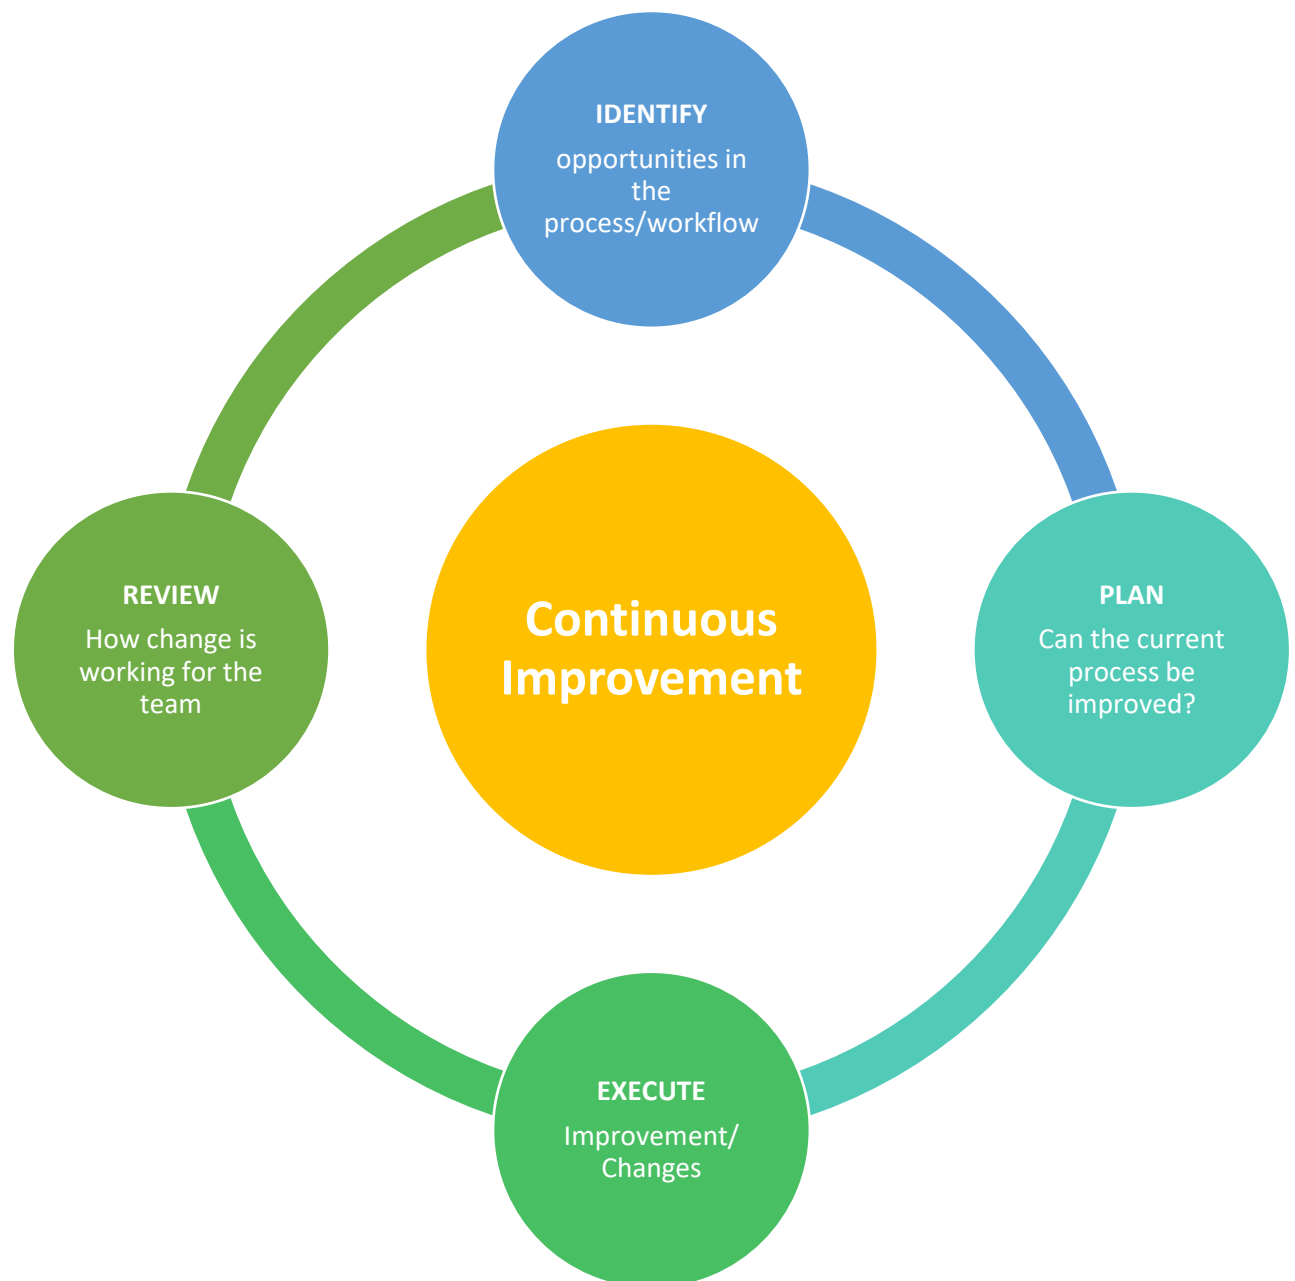 IDENTIFY
opportunities in
the
process/workflow
PLAN
Can the current
process be
improved?
EXECUTE
Improvement/
Changes
REVIEW
How change is
working for the
team
Continuous
Improvement